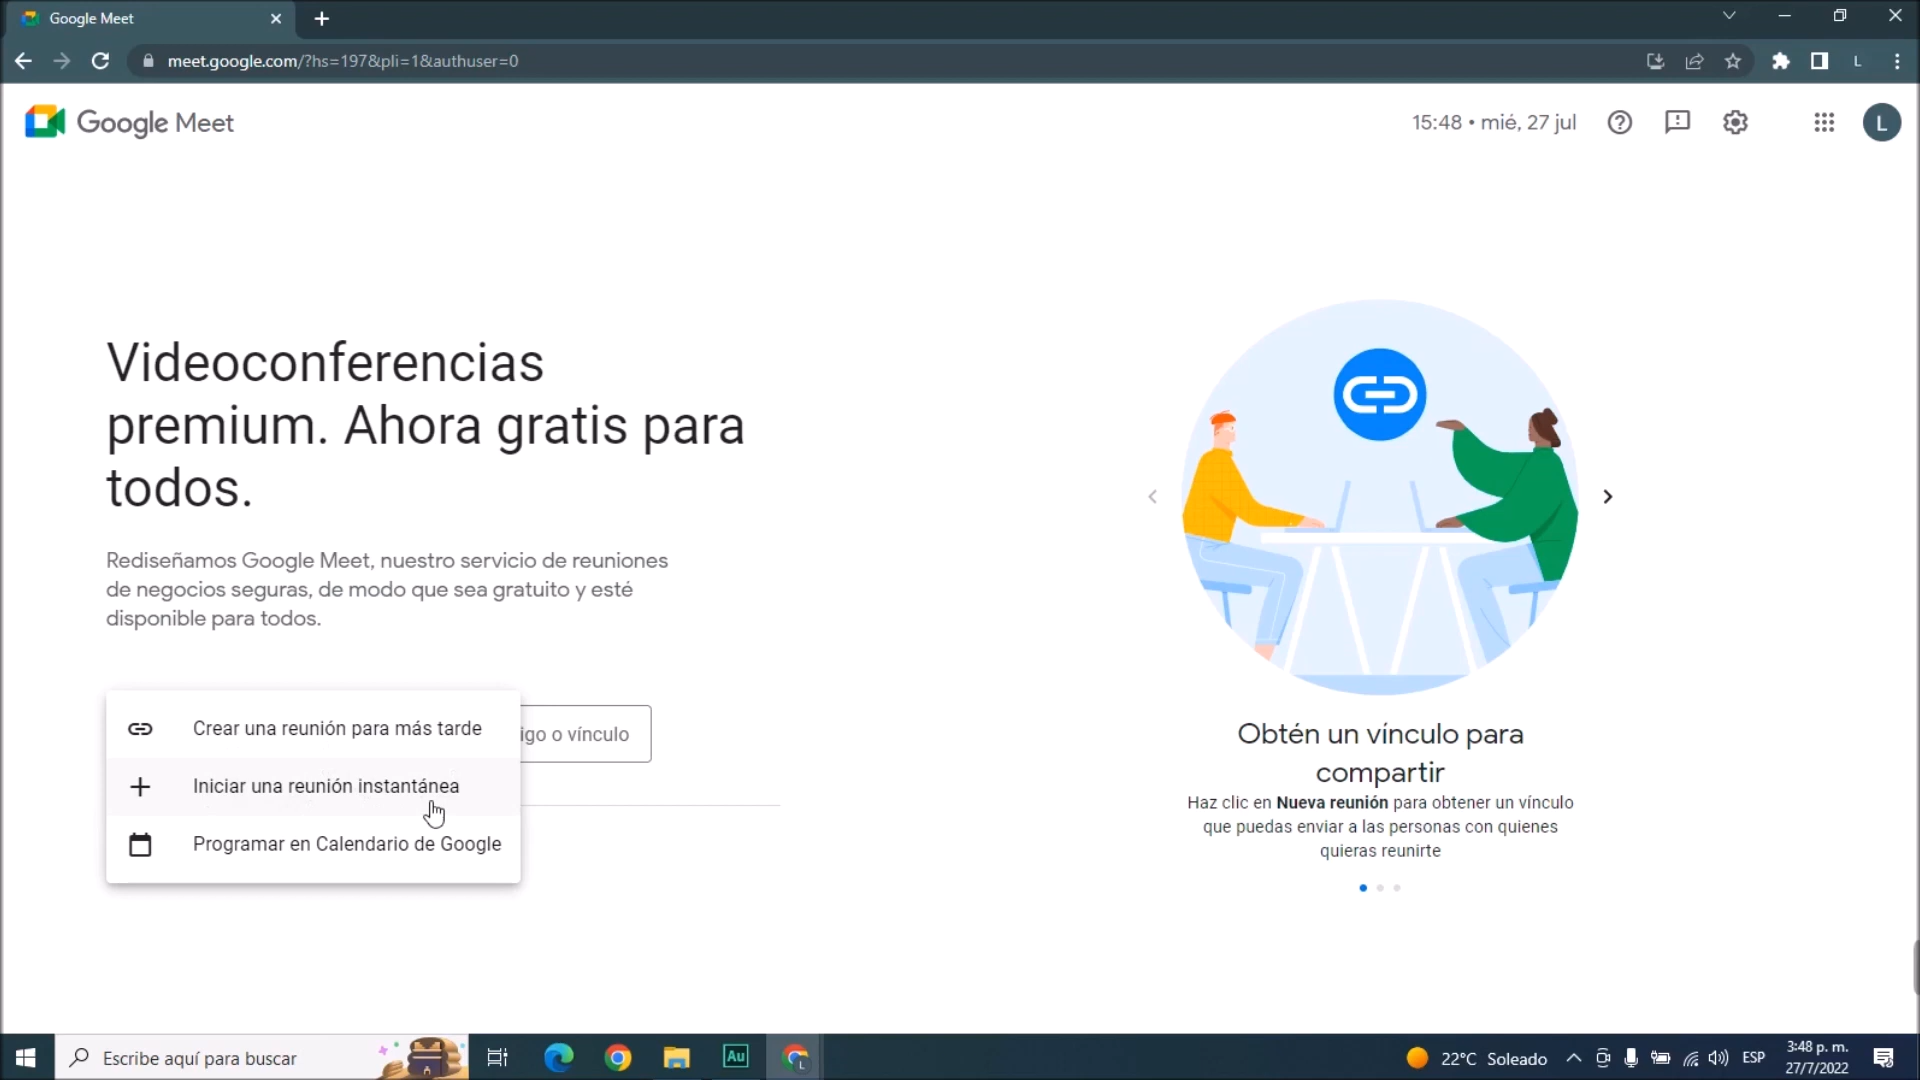 Google Meet
meet.google.com/?hs=197&pli=1&authuser=0
L
Google Meet
15:48 • mié, 27 jul
L
Videoconferencias
premium. Ahora gratis para
todos.
Rediseñamos Google Meet, nuestro servicio de reuniones
de negocios seguras, de modo que sea gratuito y esté
disponible para todos.
Crear una reunión para más tarde
igo o vínculo
Iniciar una reunión instantánea
Programar en Calendario de Google
Obtén un vínculo para
compartir
Haz clic en Nueva reunión para obtener un vínculo
que puedas enviar a las personas con quienes
quieras reunirte
Escribe aquí para buscar
Au
L
22°C Soleado
ESP
3:48 p. m.
27/7/2022